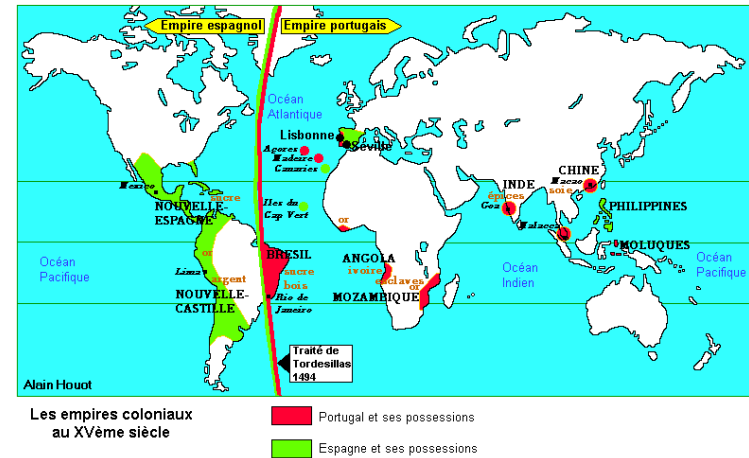 Empire espagnol
Empire portugais
Océan
Atlantique
Lisbonne
Séville
Açores
Madeire
Canaries
CHINE
Macao
soie
INDE
épices
Goa
Mexico
sucre
NOUVELLE-
ESPAGNE
Iles du
Cap Vert
or
PHILIPPINES
Malacca
MOLUQUES
BRESIL
ANGOLA
ivoire
esclaves
or
MOZAMBIQUE
Océan
Pacifique
Lima
or
argent
sucre
bois
NOUVELLE-
CASTILLE
Rio de
Janeiro
Océan
Indien
Océan
Pacifique
Traité de
Tordesillas
1494
Alain Houot
Les empires coloniaux
au XVème siècle
Portugal et ses possessions
Espagne et ses possessions